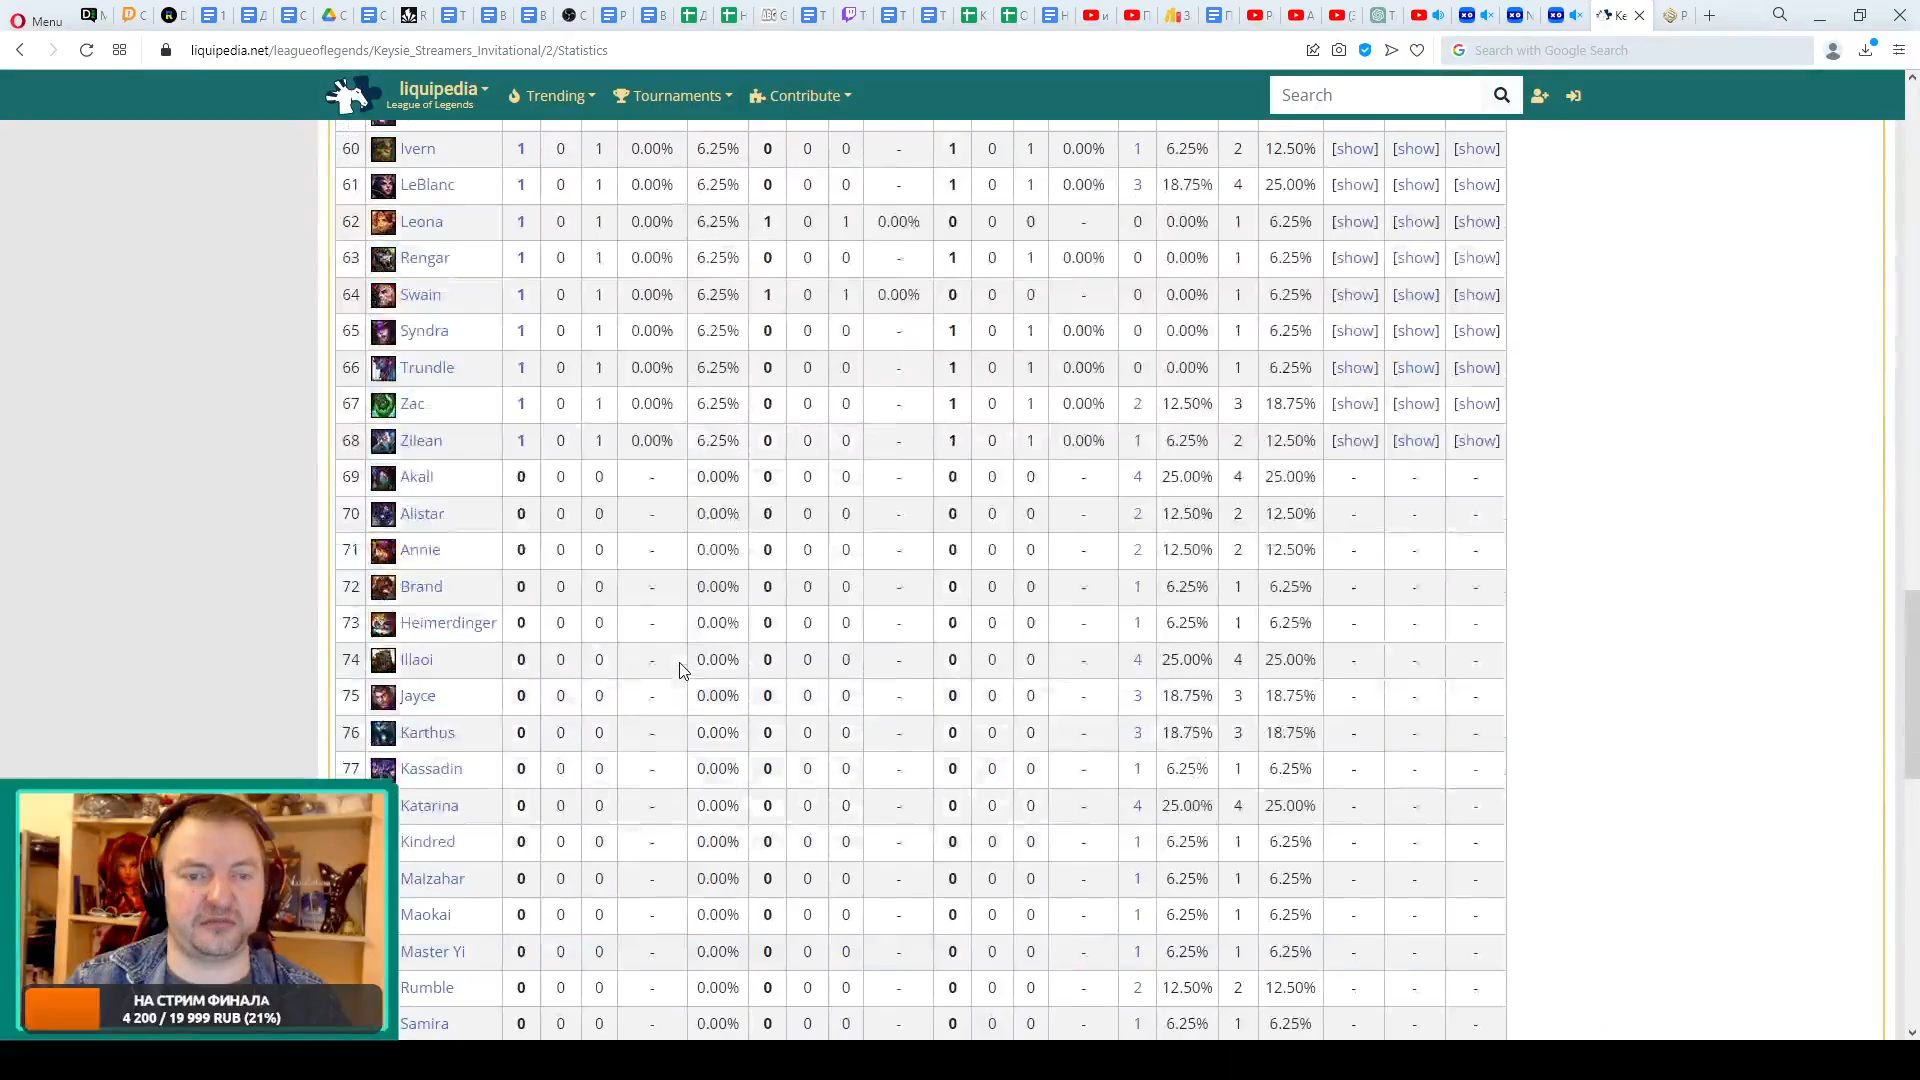 Menu
liquipedia.net/leagueoflegends/Keysie_Streamers_Invitational/2/Statistics
Search with Google Search
liquipedia
League of Legends
Trending
Tournaments
Contribute
Search
60 Ivern 1 0 1 0.00% 6.25% 0 0 0 - 1 0 1 0.00% 1 6.25% 2 12.50% [show] [show] [show]
61 LeBlanc 1 0 1 0.00% 6.25% 0 0 0 - 1 0 1 0.00% 3 18.75% 4 25.00% [show] [show] [show]
62 Leona 1 0 1 0.00% 6.25% 1 0 1 0.00% 0 0 0 - 0 0.00% 1 6.25% [show] [show] [show]
63 Rengar 1 0 1 0.00% 6.25% 0 0 0 - 1 0 1 0.00% 0 0.00% 1 6.25% [show] [show] [show]
64 Swain 1 0 1 0.00% 6.25% 1 0 1 0.00% 0 0 0 - 0 0.00% 1 6.25% [show] [show] [show]
65 Syndra 1 0 1 0.00% 6.25% 0 0 0 - 1 0 1 0.00% 0 0.00% 1 6.25% [show] [show] [show]
66 Trundle 1 0 1 0.00% 6.25% 0 0 0 - 1 0 1 0.00% 0 0.00% 1 6.25% [show] [show] [show]
67 Zac 1 0 1 0.00% 6.25% 0 0 0 - 1 0 1 0.00% 2 12.50% 3 18.75% [show] [show] [show]
68 Zilean 1 0 1 0.00% 6.25% 0 0 0 - 1 0 1 0.00% 1 6.25% 2 12.50% [show] [show] [show]
69 Akali 0 0 0 - 0.00% 0 0 0 - 0 0 0 - 4 25.00% 4 25.00% - - -
70 Alistar 0 0 0 - 0.00% 0 0 0 - 0 0 0 - 2 12.50% 2 12.50% - - -
71 Annie 0 0 0 - 0.00% 0 0 0 - 0 0 0 - 2 12.50% 2 12.50% - - -
72 Brand 0 0 0 - 0.00% 0 0 0 - 0 0 0 - 1 6.25% 1 6.25% - - -
73 Heimerdinger 0 0 0 - 0.00% 0 0 0 - 0 0 0 - 1 6.25% 1 6.25% - - -
74 Illaoi 0 0 0 - 0.00% 0 0 0 - 0 0 0 - 4 25.00% 4 25.00% - - -
75 Jayce 0 0 0 - 0.00% 0 0 0 - 0 0 0 - 3 18.75% 3 18.75% - - -
76 Karthus 0 0 0 - 0.00% 0 0 0 - 0 0 0 - 3 18.75% 3 18.75% - - -
77 Kassadin 0 0 0 - 0.00% 0 0 0 - 0 0 0 - 1 6.25% 1 6.25% - - -
Katarina 0 0 0 - 0.00% 0 0 0 - 0 0 0 - 4 25.00% 4 25.00% - - -
Kindred 0 0 0 - 0.00% 0 0 0 - 0 0 0 - 1 6.25% 1 6.25% - - -
Malzahar 0 0 0 - 0.00% 0 0 0 - 0 0 0 - 1 6.25% 1 6.25% - - -
Maokai 0 0 0 - 0.00% 0 0 0 - 0 0 0 - 1 6.25% 1 6.25% - - -
Master Yi 0 0 0 - 0.00% 0 0 0 - 0 0 0 - 1 6.25% 1 6.25% - - -
Rumble 0 0 0 - 0.00% 0 0 0 - 0 0 0 - 2 12.50% 2 12.50% - - -
Samira 0 0 0 - 0.00% 0 0 0 - 0 0 0 - 1 6.25% 1 6.25% - - -
НА СТРИМ ФИНАЛА
4 200 / 19 999 RUB (21%)